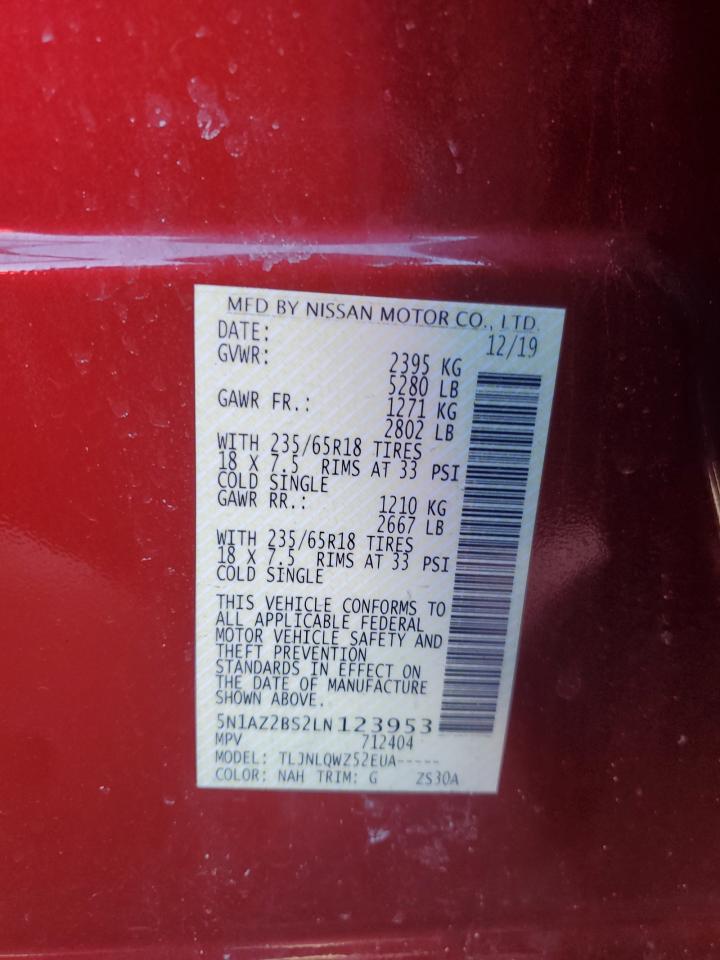 MFD BY NISSAN MOTOR CO., LTD.
DATE: 12/19
GVWR: 2395 KG
5280 LB
GAWR FR.: 1271 KG
2802 LB
WITH 235/65R18 TIRES
18 X 7.5 RIMS AT 33 PSI
COLD SINGLE
GAWR RR.: 1210 KG
2667 LB
WITH 235/65R18 TIRES
18 X 7.5 RIMS AT 33 PSI
COLD SINGLE
THIS VEHICLE CONFORMS TO
ALL APPLICABLE FEDERAL
MOTOR VEHICLE SAFETY AND
THEFT PREVENTION
STANDARDS IN EFFECT ON
THE DATE OF MANUFACTURE
SHOWN ABOVE.
5N1AZ2BS2LN123953
MPV 712404
MODEL: TLJNLQWZ52EUA-----
COLOR: NAH TRIM: G ZS30A